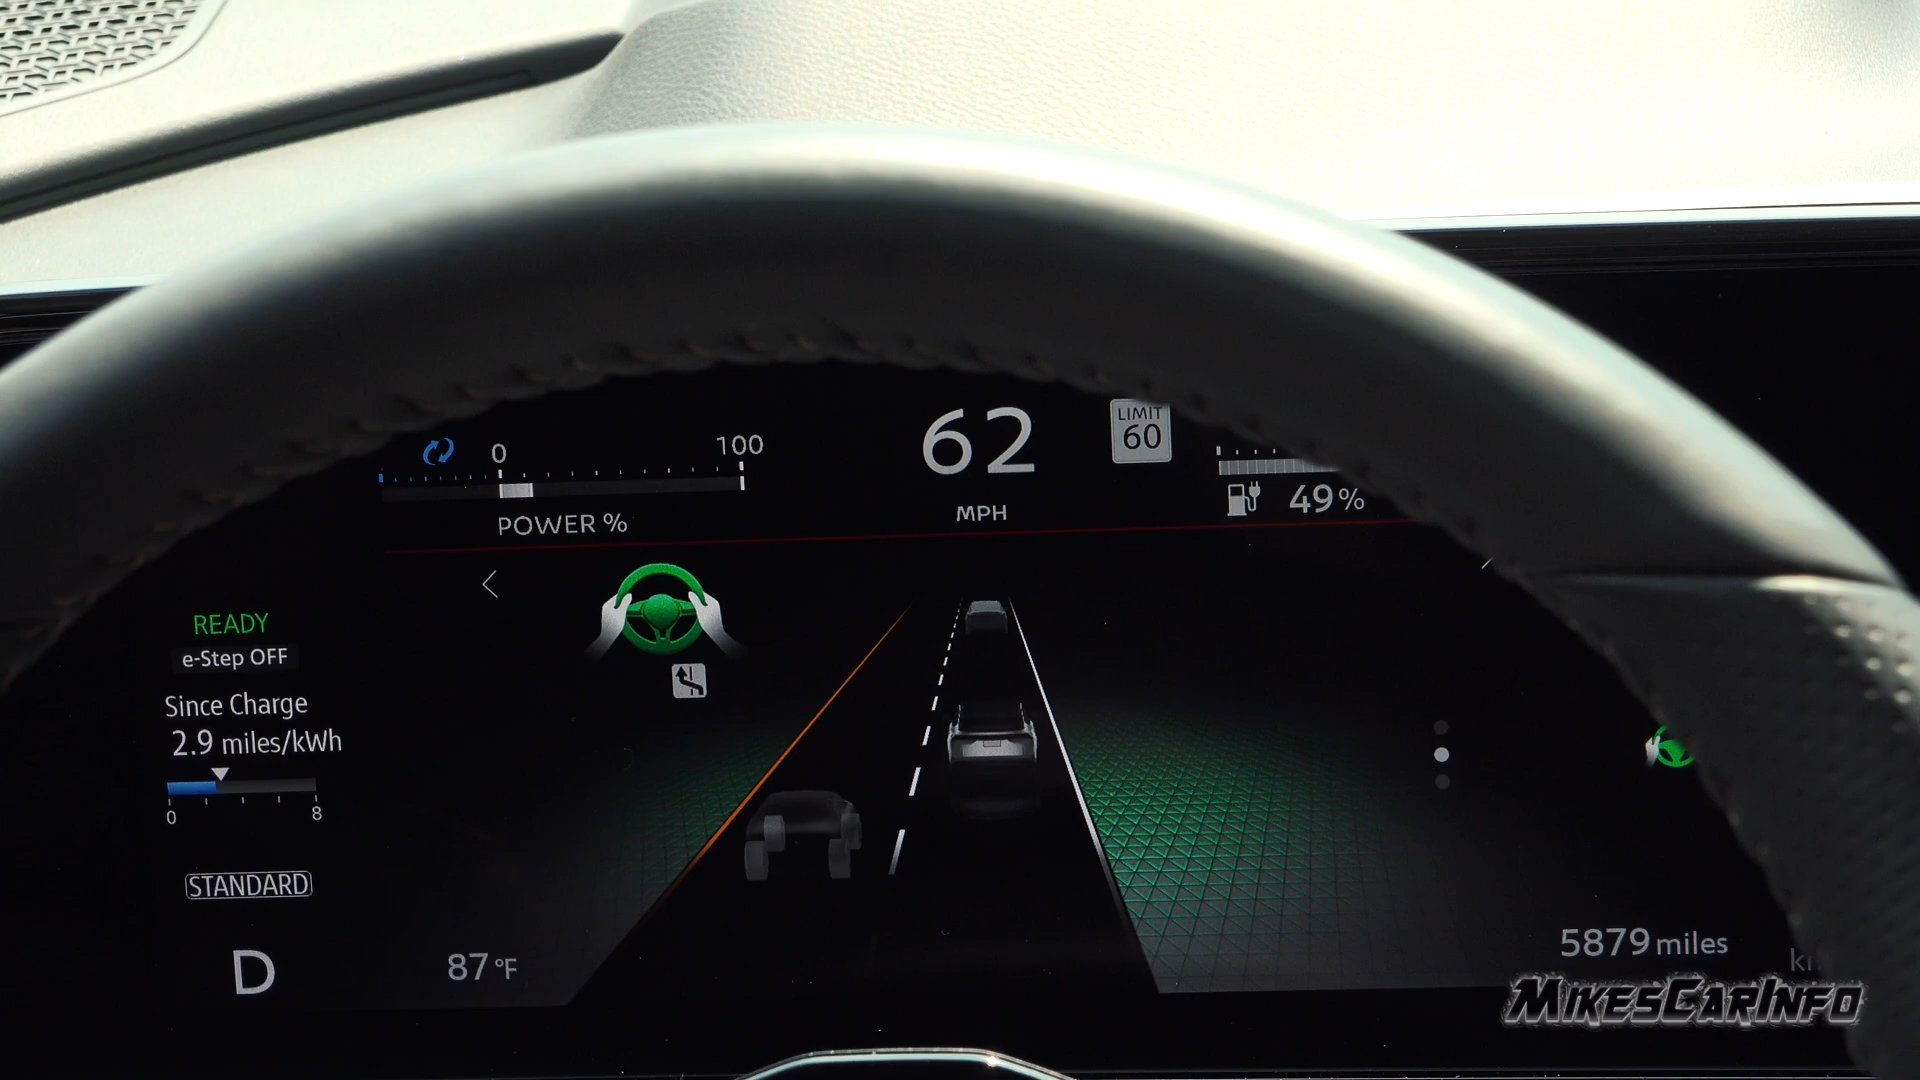 0 100
POWER %
62
MPH
LIMIT
60
49%
READY
e-Step OFF
Since Charge
2.9 miles/kWh
0 8
STANDARD
D
87 °F
5879 miles
MIKESCARINFO